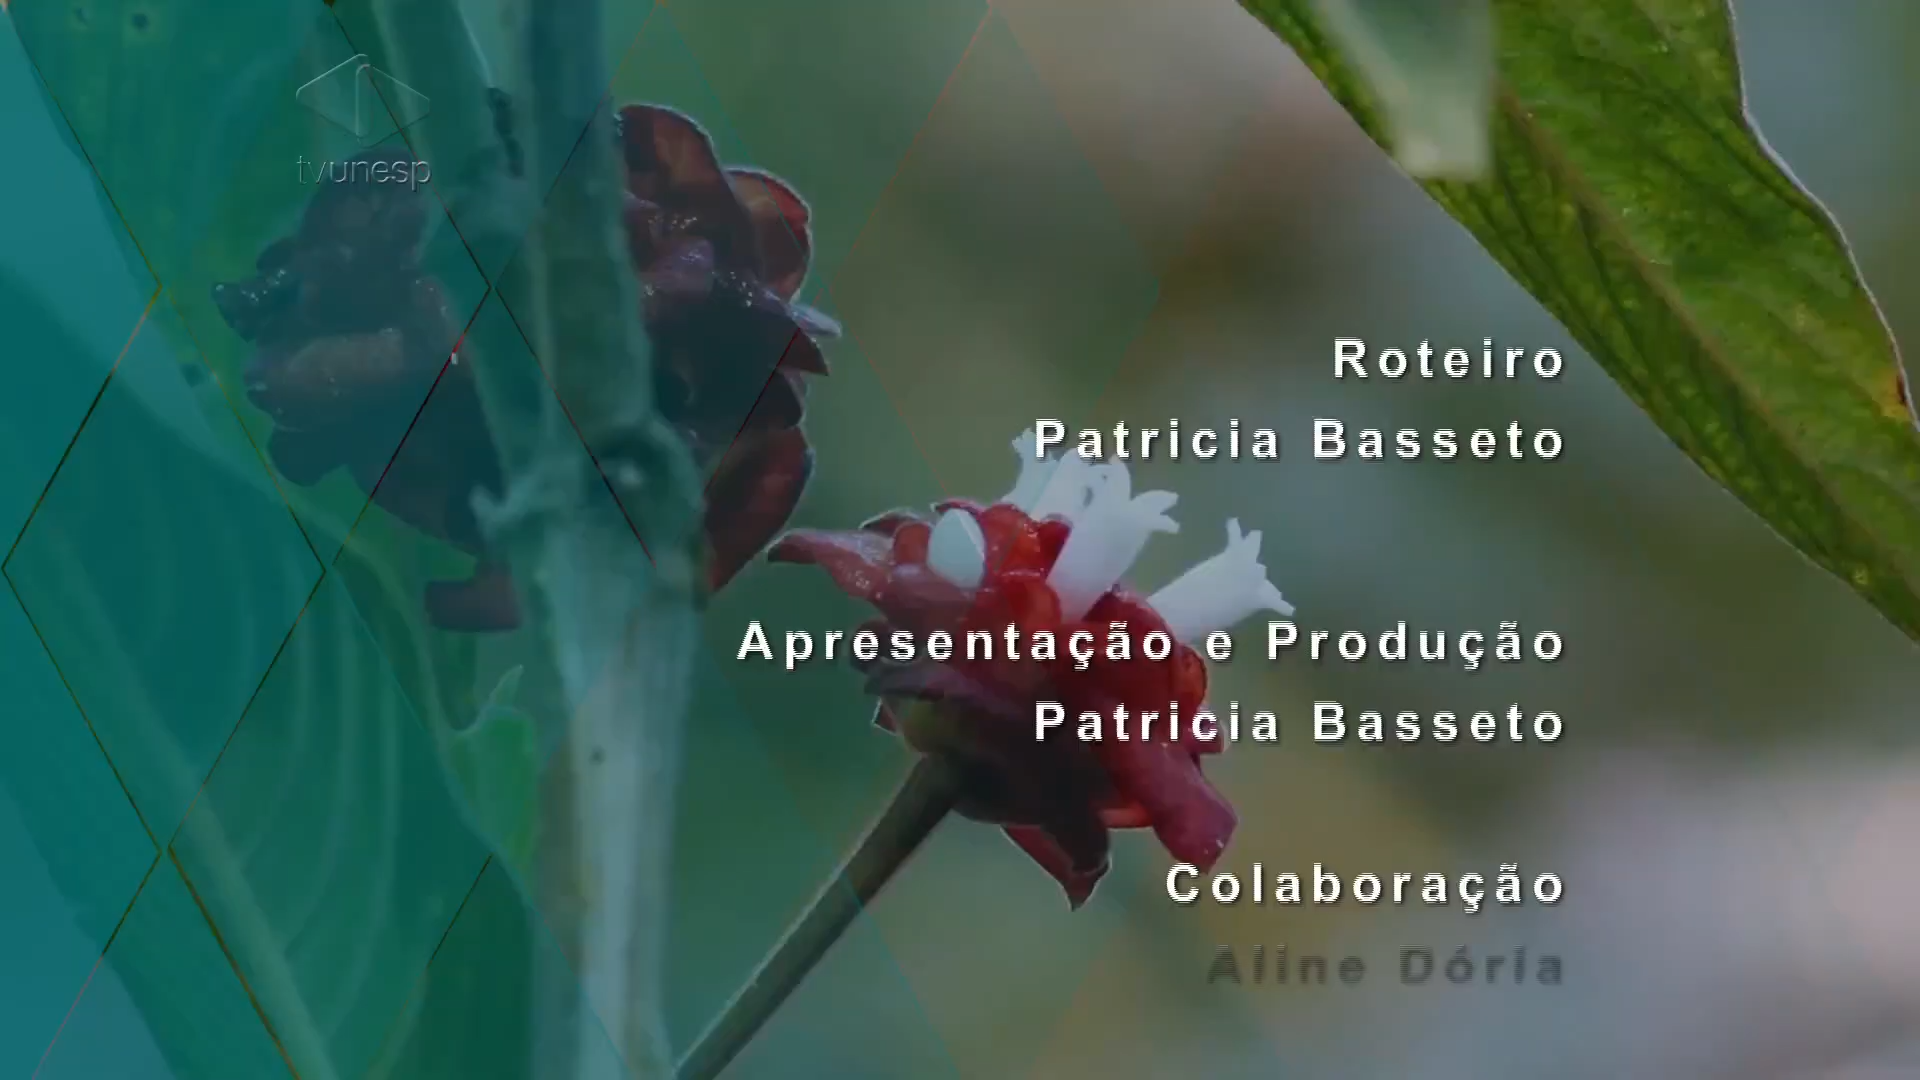 tvunesp
Roteiro
Patricia Basseto
Apresentação e Produção
Patricia Basseto
Colaboração
Aline Dória